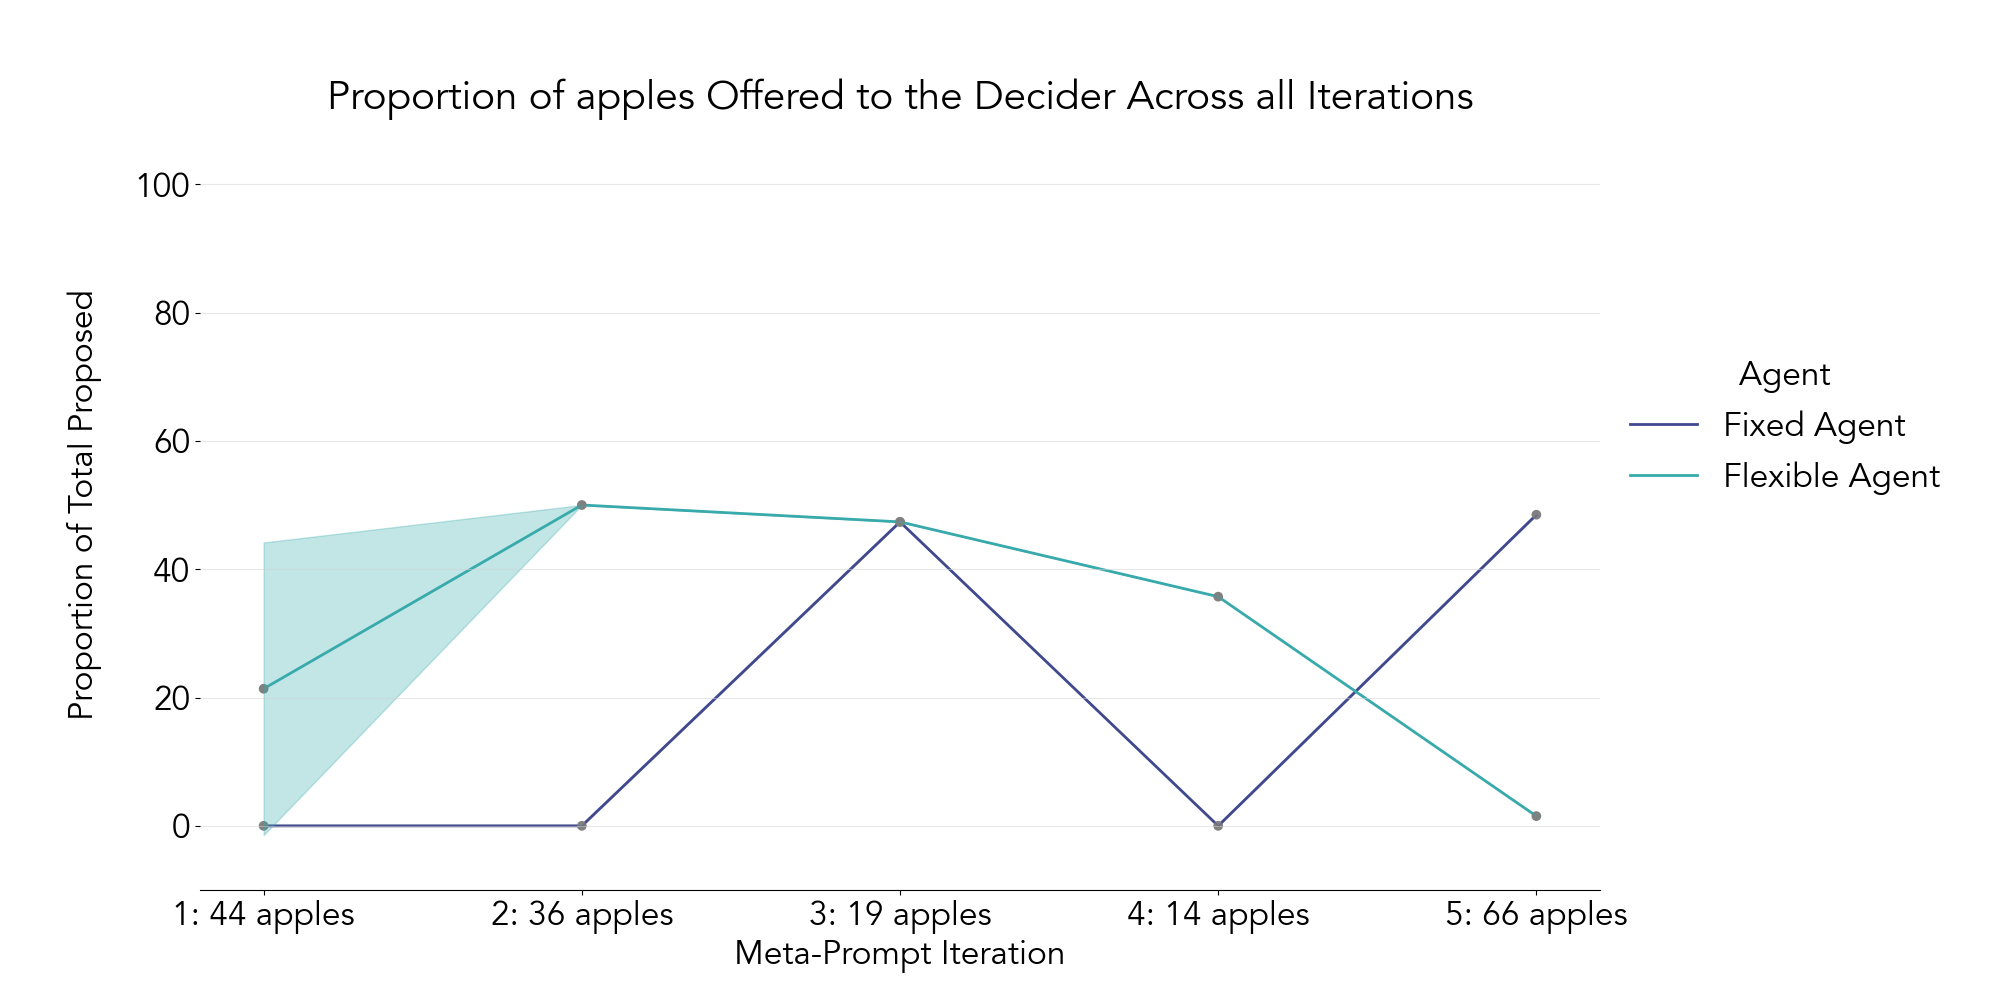 Proportion of apples Offered to the Decider Across all Iterations
Proportion of Total Proposed
100
80
60
40
20
0
1: 44 apples
2: 36 apples
3: 19 apples
4: 14 apples
5: 66 apples
Meta-Prompt Iteration
Agent
Fixed Agent
Flexible Agent